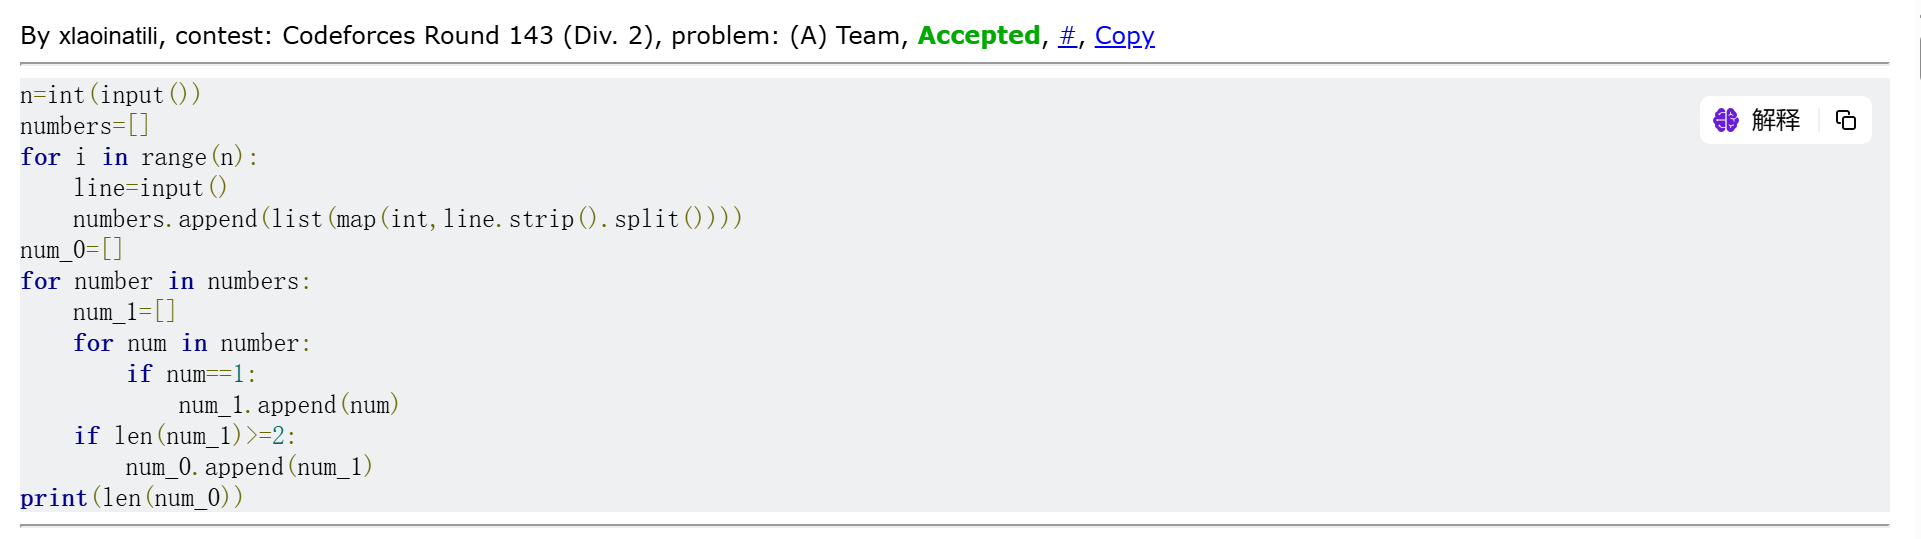 By xlaoinatili, contest: Codeforces Round 143 (Div. 2), problem: (A) Team, Accepted, #, Copy
n=int(input())
解释
numbers=[]
for i in range(n):
    line=input()
    numbers.append(list(map(int,line.strip().split())))
num_0=[]
for number in numbers:
    num_1=[]
    for num in number:
        if num==1:
            num_1.append(num)
    if len(num_1)>=2:
        num_0.append(num_1)
print(len(num_0))